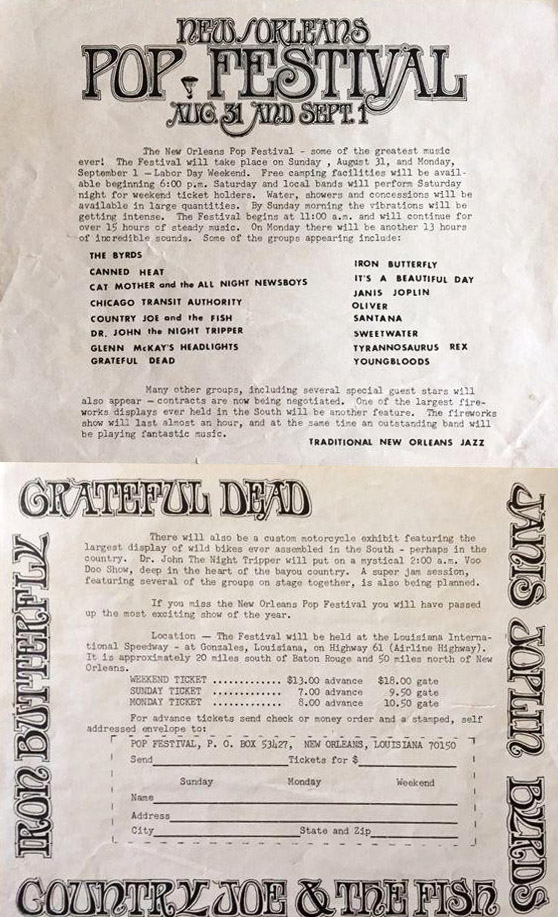 NEW ORLEANS
POP FESTIVAL
AUG. 31 AND SEPT. 1
The New Orleans Pop Festival - some of the greatest music
ever! The Festival will take place on Sunday , August 31, and Monday,
September 1 — Labor Day Weekend. Free camping facilities will be avail-
able beginning 6:00 p.m. Saturday and local bands will perform Saturday
night for weekend ticket holders. Water, showers and concessions will be
available in large quantities. By Sunday morning the vibrations will be
getting intense. The Festival begins at 11:00 a.m. and will continue for
over 15 hours of steady music. On Monday there will be another 13 hours
of incredible sounds. Some of the groups appearing include:
THE BYRDS
CANNED HEAT
CAT MOTHER and the ALL NIGHT NEWSBOYS
CHICAGO TRANSIT AUTHORITY
COUNTRY JOE and the FISH
DR. JOHN the NIGHT TRIPPER
GLENN McKAY'S HEADLIGHTS
GRATEFUL DEAD
IRON BUTTERFLY
IT'S A BEAUTIFUL DAY
JANIS JOPLIN
OLIVER
SANTANA
SWEETWATER
TYRANNOSAURUS REX
YOUNGBLOODS
Many other groups, including several special guest stars will
also appear — contracts are now being negotiated. One of the largest fire-
works displays ever held in the South will be another feature. The fireworks
show will last almost an hour, and at the same time an outstanding band will
be playing fantastic music.
TRADITIONAL NEW ORLEANS JAZZ
GRATEFUL DEAD
IRON BUTTERFLY
There will also be a custom motorcycle exhibit featuring the
largest display of wild bikes ever assembled in the South - perhaps in the
country. Dr. John The Night Tripper will put on a mystical 2:00 a.m. Voo
Doo Show, deep in the heart of the bayou country. A super jam session,
featuring several of the groups on stage together, is also being planned.
If you miss the New Orleans Pop Festival you will have passed
up the most exciting show of the year.
Location — The Festival will be held at the Louisiana Interna-
tional Speedway - at Gonzales, Louisiana, on Highway 61 (Airline Highway).
It is approximately 20 miles south of Baton Rouge and 50 miles north of New
Orleans.
WEEKEND TICKET ............ $13.00 advance $18.00 gate
SUNDAY TICKET ............. 7.00 advance 9.50 gate
MONDAY TICKET ............. 8.00 advance 10.50 gate
For advance tickets send check or money order and a stamped, self
addressed envelope to:
POP FESTIVAL, P. O. BOX 53427, NEW ORLEANS, LOUISIANA 70150
Send Tickets for $
Sunday Monday Weekend
Name
Address
City State and Zip
JANIS JOPLIN
BYRDS
COUNTRY JOE & THE FISH